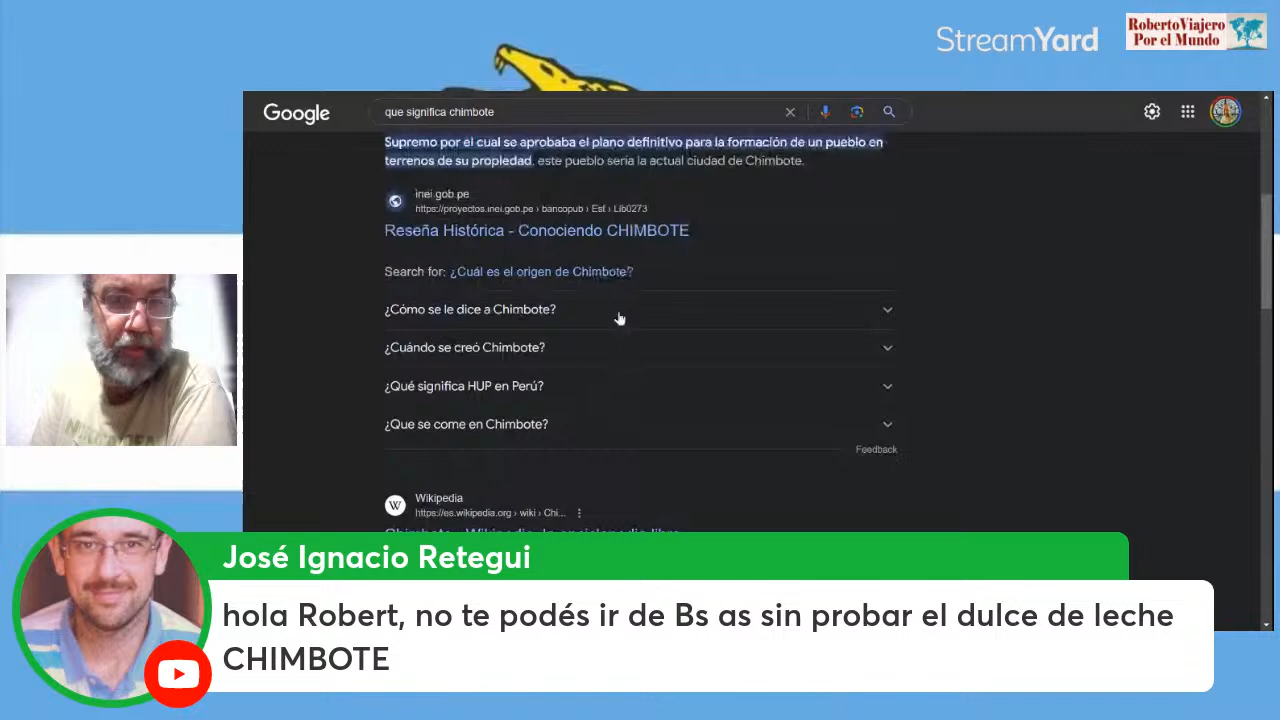 StreamYard
RobertoViajero
Por el Mundo
Google
que significa chimbote
Supremo por el cual se aprobaba el plano definitivo para la formación de un pueblo en
terrenos de su propiedad, este pueblo sería la actual ciudad de Chimbote.
inei.gob.pe
https://proyectos.inei.gob.pe › bancopub › Est › Lib0273
Reseña Histórica - Conociendo CHIMBOTE
Search for: ¿Cuál es el origen de Chimbote?
¿Cómo se le dice a Chimbote?
¿Cuándo se creó Chimbote?
¿Qué significa HUP en Perú?
¿Que se come en Chimbote?
Feedback
W
Wikipedia
https://es.wikipedia.org › wiki › Chi...
José Ignacio Retegui
hola Robert, no te podés ir de Bs as sin probar el dulce de leche
CHIMBOTE